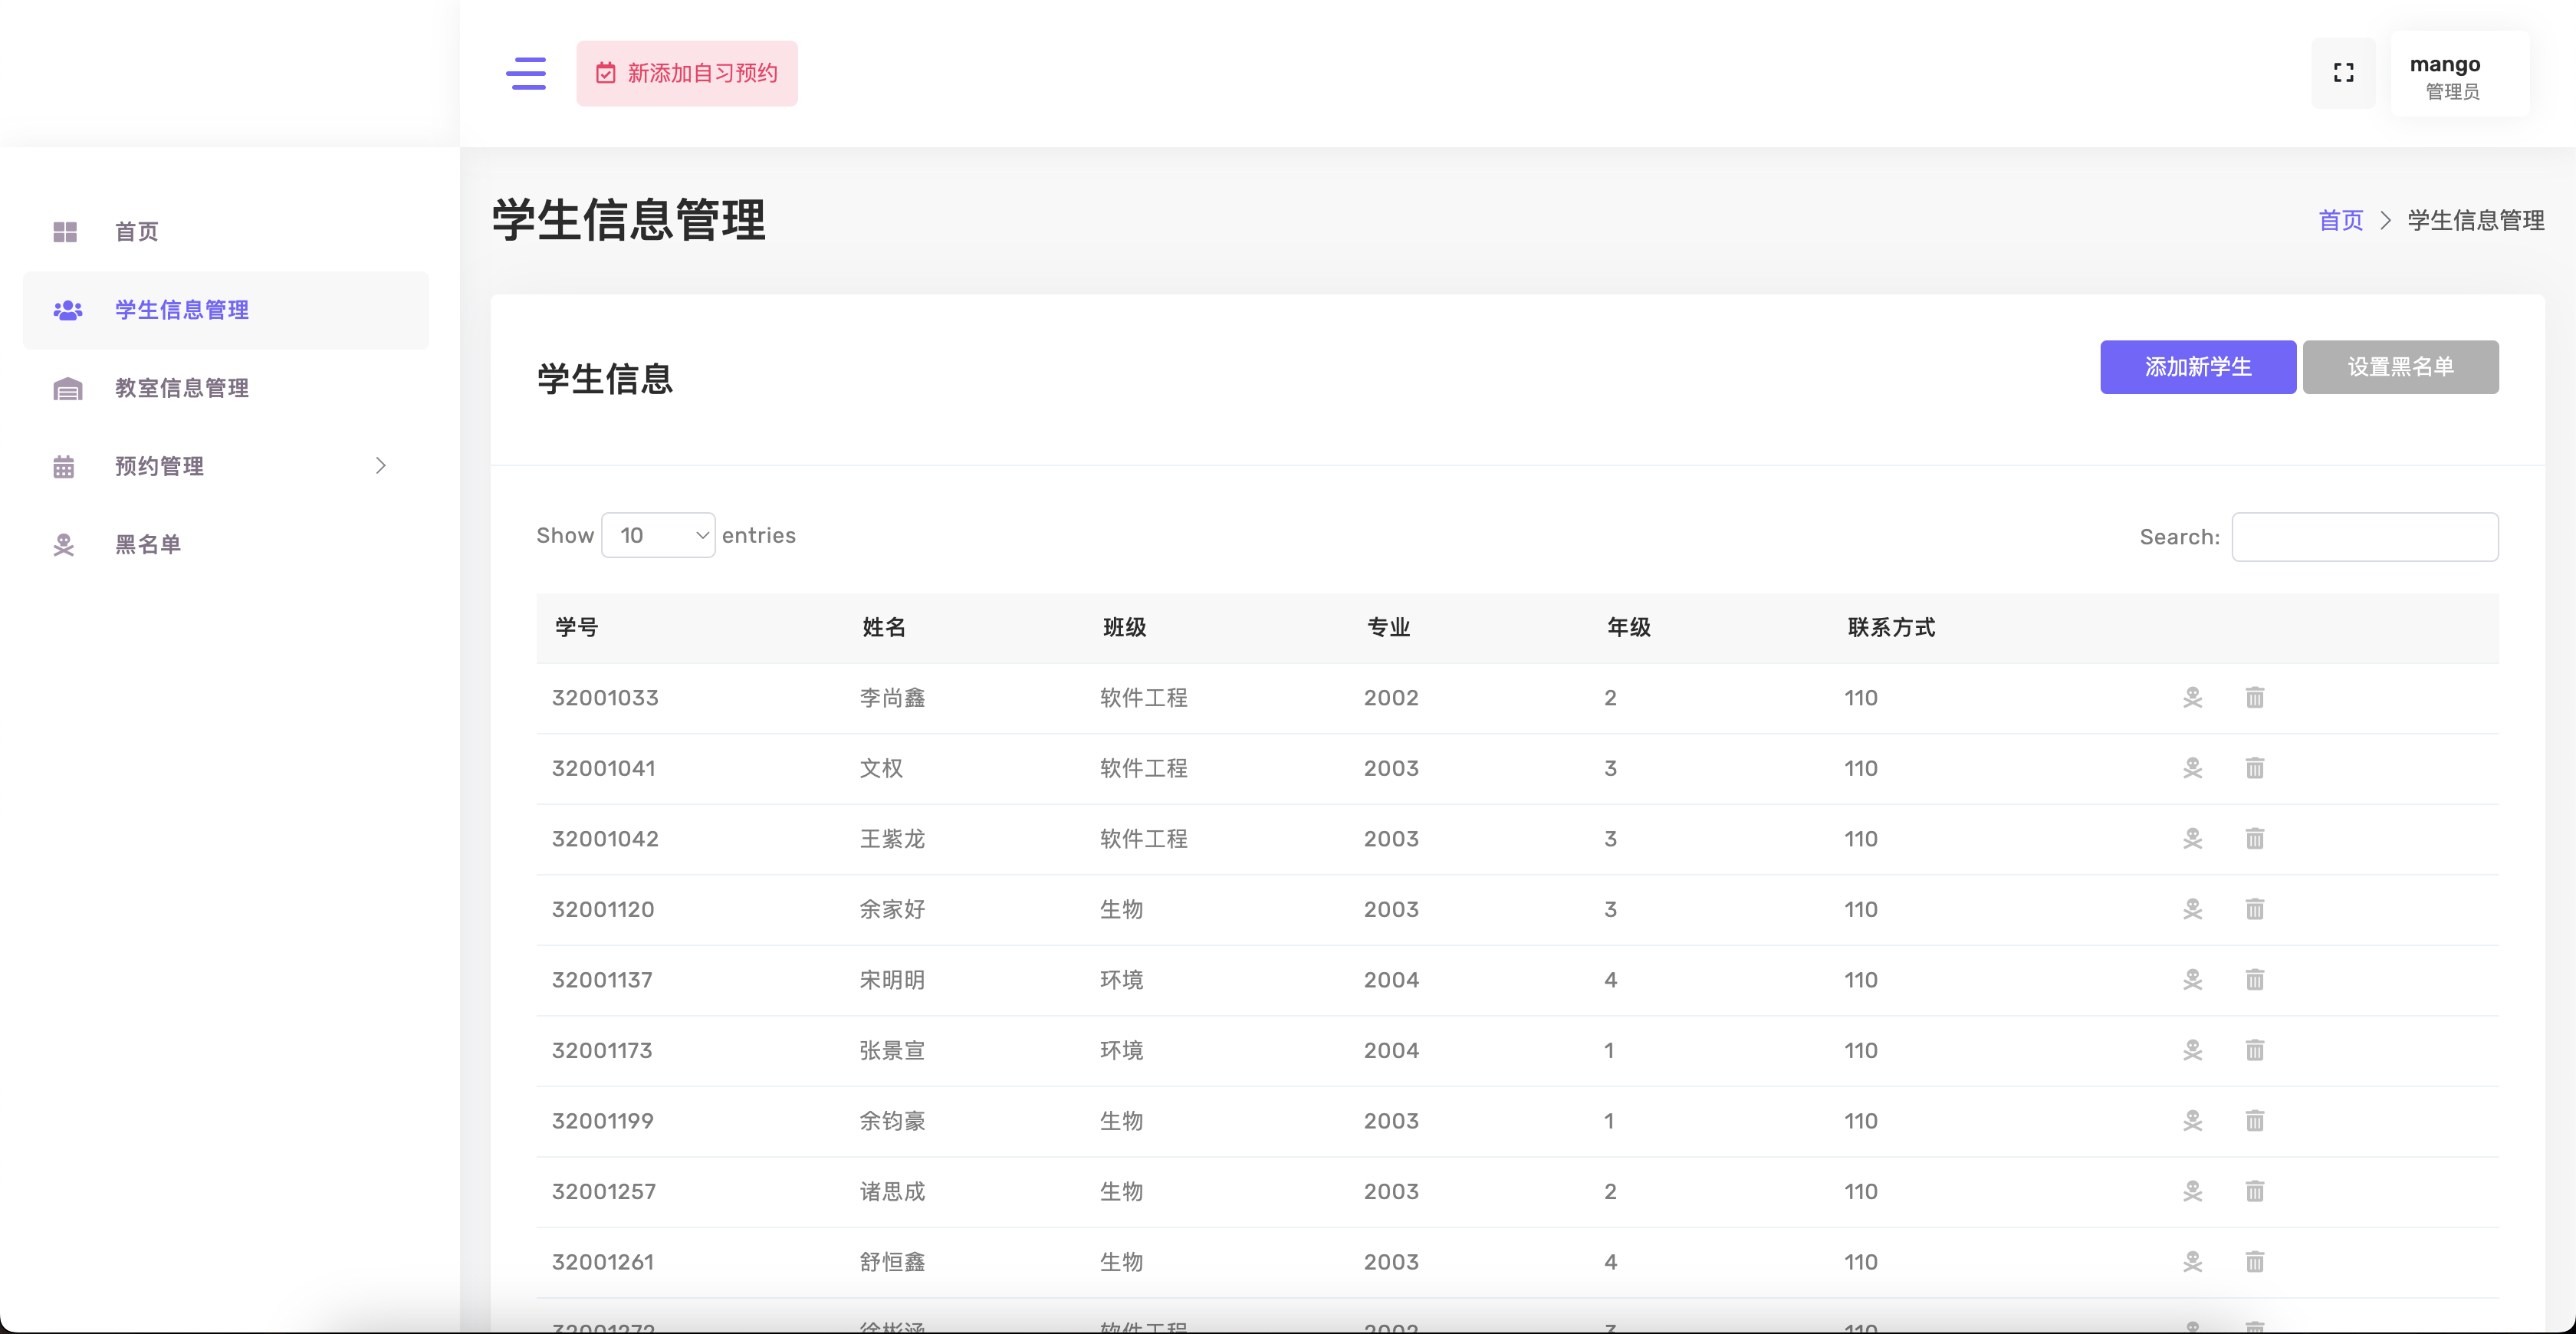 新添加自习预约
mango
管理员
首页
学生信息管理
教室信息管理
预约管理
黑名单
学生信息管理
首页 > 学生信息管理
学生信息
添加新学生 设置黑名单
Show 10 entries
Search:
学号 姓名 班级 专业 年级 联系方式
32001033 李尚鑫 软件工程 2002 2 110
32001041 文权 软件工程 2003 3 110
32001042 王紫龙 软件工程 2003 3 110
32001120 余家好 生物 2003 3 110
32001137 宋明明 环境 2004 4 110
32001173 张景宣 环境 2004 1 110
32001199 余钧豪 生物 2003 1 110
32001257 诸思成 生物 2003 2 110
32001261 舒恒鑫 生物 2003 4 110